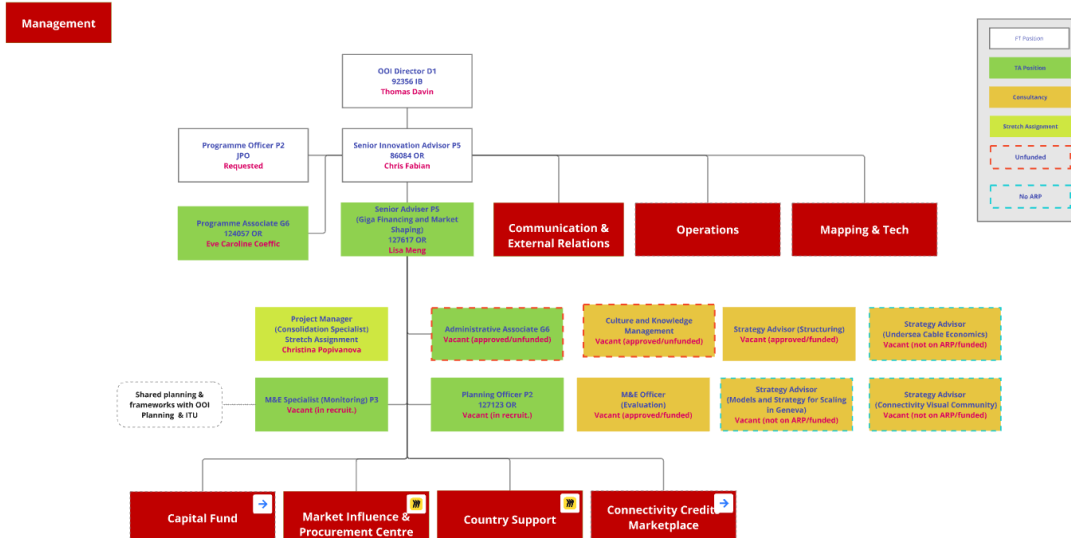 Management
FT Position
TA Position
Consultancy
Stretch Assignment
Unfunded
No ARP
OOI Director D1
92356 IB
Thomas Davin
Programme Officer P2
JPO
Requested
Senior Innovation Advisor P5
86084 OR
Chris Fabian
Programme Associate G6
124057 OR
Eve Caroline Coeffic
Senior Adviser P5
(Giga Financing and Market
Shaping)
127617 OR
Lisa Meng
Communication &
External Relations
Operations
Mapping & Tech
Project Manager
(Consolidation Specialist)
Stretch Assignment
Christina Popivanova
Administrative Associate G6
Vacant (approved/unfunded)
Culture and Knowledge
Management
Vacant (approved/unfunded)
Strategy Advisor (Structuring)
Vacant (approved/funded)
Strategy Advisor
(Undersea Cable Economics)
Vacant (not on ARP/funded)
Shared planning &
frameworks with OOI
Planning & ITU
M&E Specialist (Monitoring) P3
Vacant (in recruit.)
Planning Officer P2
127123 OR
Vacant (in recruit.)
M&E Officer
(Evaluation)
Vacant (approved/funded)
Strategy Advisor
(Models and Strategy for Scaling
in Geneva)
Vacant (not on ARP/funded)
Strategy Advisor
(Connectivity Visual Community)
Vacant (not on ARP/funded)
Capital Fund
Market Influence &
Procurement Centre
Country Support
Connectivity Credit
Marketplace